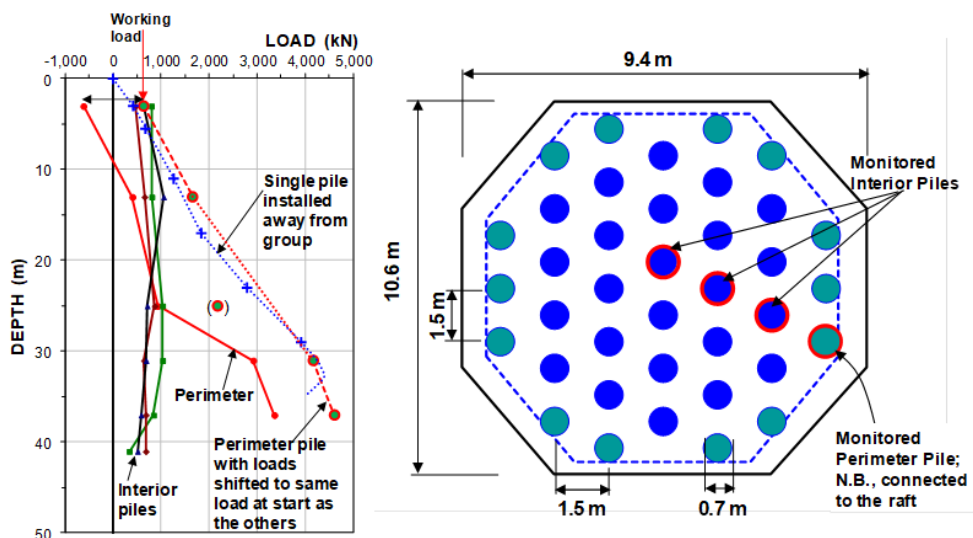 Working
load
LOAD (kN)
-1,000 0 1,000 2,000 3,000 4,000 5,000
0
10
20
30
40
50
DEPTH (m)
Single pile
installed
away from
group
( )
Perimeter
Perimeter pile
with loads
shifted to same
load at start as
the others
Interior
piles
9.4 m
10.6 m
1.5 m
1.5 m
0.7 m
Monitored
Interior Piles
Monitored
Perimeter Pile;
N.B., connected
to the raft